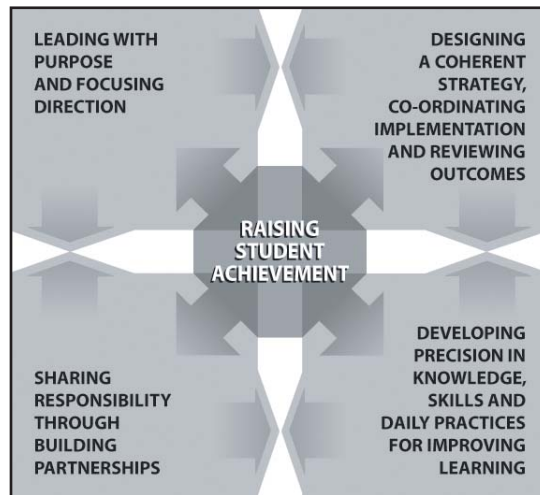 LEADING WITH
PURPOSE
AND FOCUSING
DIRECTION
DESIGNING
A COHERENT
STRATEGY,
CO-ORDINATING
IMPLEMENTATION
AND REVIEWING
OUTCOMES
RAISING
STUDENT
ACHIEVEMENT
SHARING
RESPONSIBILITY
THROUGH
BUILDING
PARTNERSHIPS
DEVELOPING
PRECISION IN
KNOWLEDGE,
SKILLS AND
DAILY PRACTICES
FOR IMPROVING
LEARNING